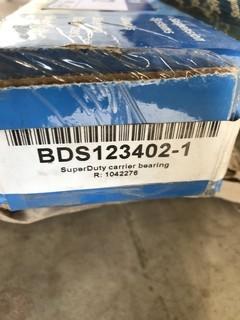 BDS123402-1
SuperDuty carrier bearing
R: 1042276